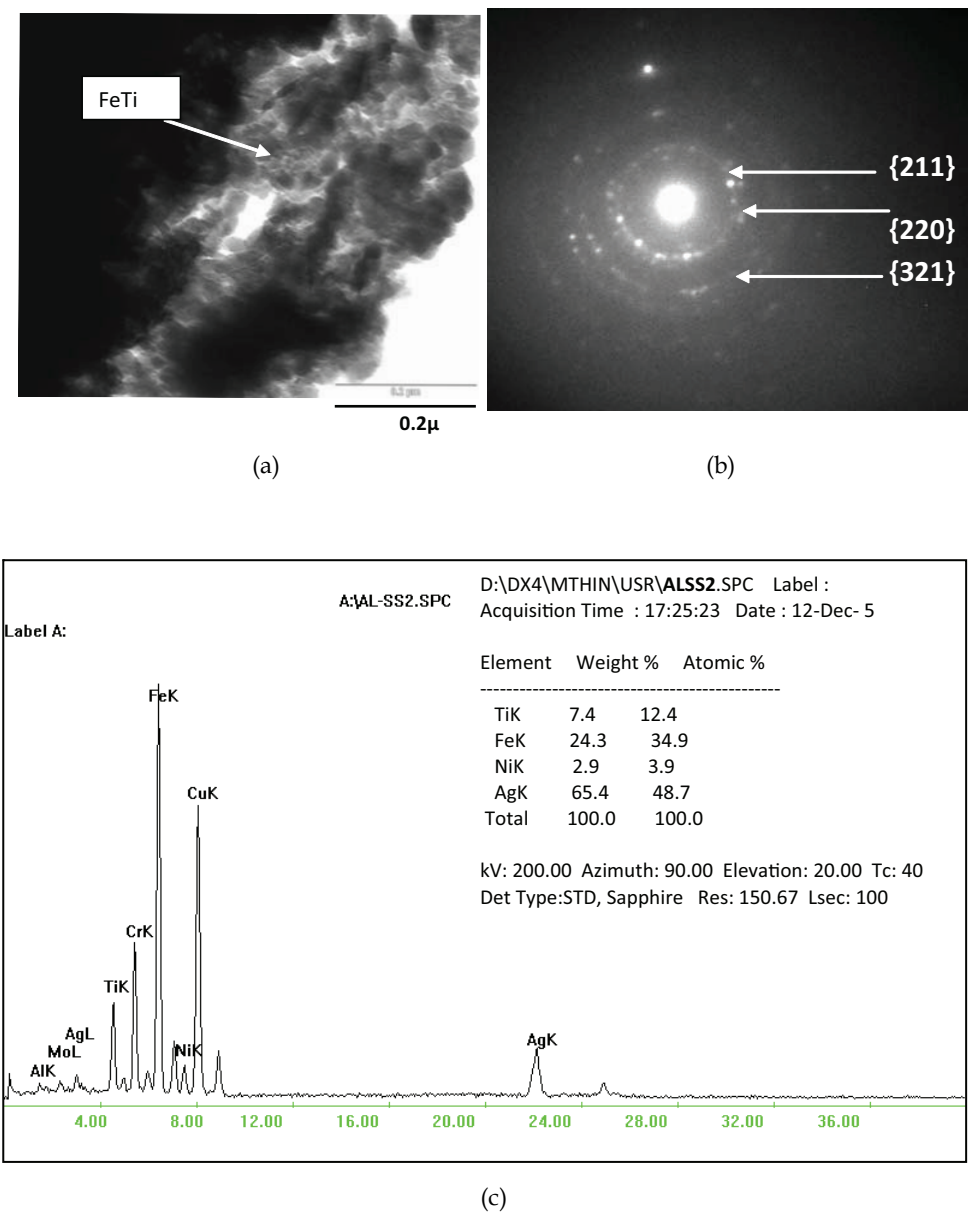 FeTi
0.2 µm
0.2µ
(a)
{211}
{220}
{321}
(b)
A:\AL-SS2.SPC
Label A:
D:\DX4\MTHIN\USR\ALSS2.SPC Label :
Acquisition Time : 17:25:23 Date : 12-Dec- 5
Element Weight % Atomic %
------------------------------------------------
TiK 7.4 12.4
FeK 24.3 34.9
NiK 2.9 3.9
AgK 65.4 48.7
Total 100.0 100.0
kV: 200.00 Azimuth: 90.00 Elevation: 20.00 Tc: 40
Det Type:STD, Sapphire Res: 150.67 Lsec: 100
FeK
CuK
CrK
TiK
AgL
MoL
AlK
NiK
AgK
4.00 8.00 12.00 16.00 20.00 24.00 28.00 32.00 36.00
(c)